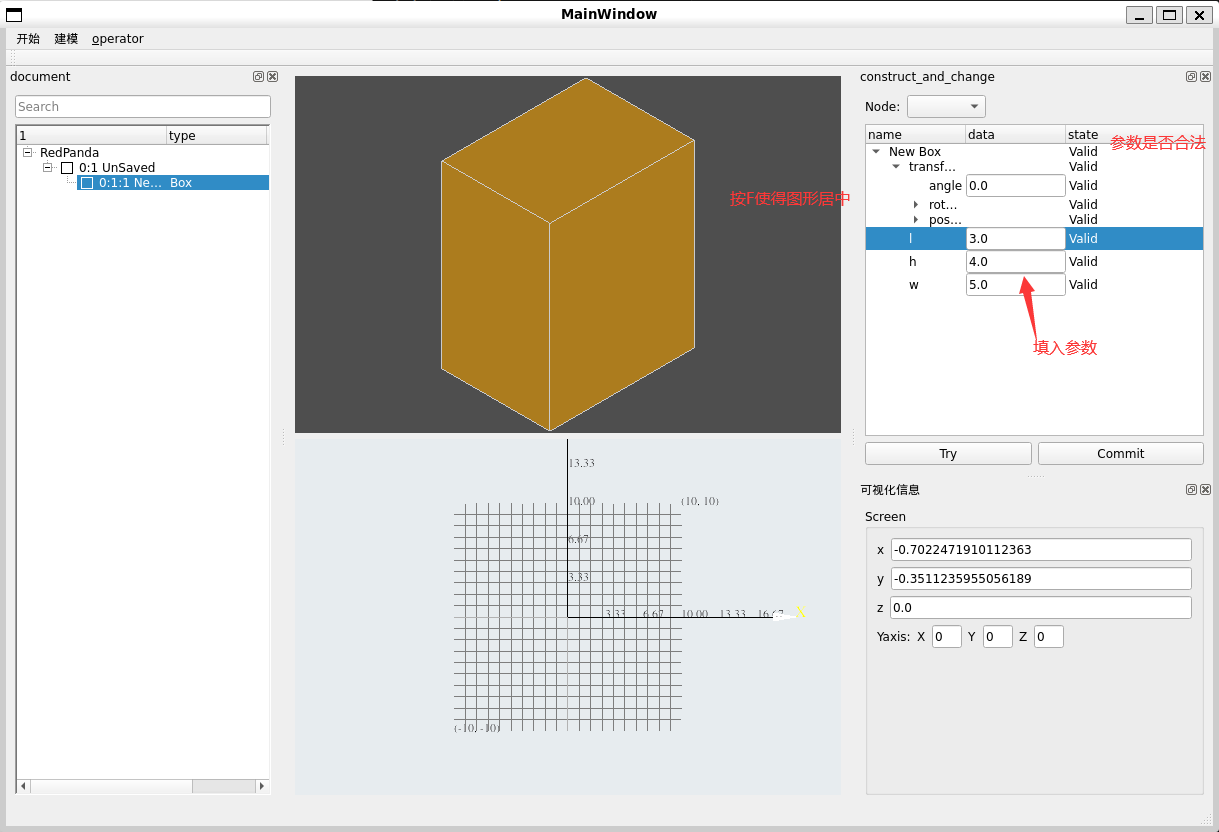 MainWindow
开始 建模 operator
document
Search
1 type
RedPanda
0:1 UnSaved
0:1:1 Ne... Box
按F使得图形居中
13.33
10.00 (10, 10)
6.67
3.33
3.33 6.67 10.00 13.33 16.67 X
(-10, -10)
construct_and_change
Node:
name data state
参数是否合法
New Box Valid
transf... Valid
angle 0.0 Valid
rot... Valid
pos... Valid
l 3.0 Valid
h 4.0 Valid
w 5.0 Valid
填入参数
Try Commit
可视化信息
Screen
x -0.7022471910112363
y -0.3511235955056189
z 0.0
Yaxis: X 0 Y 0 Z 0